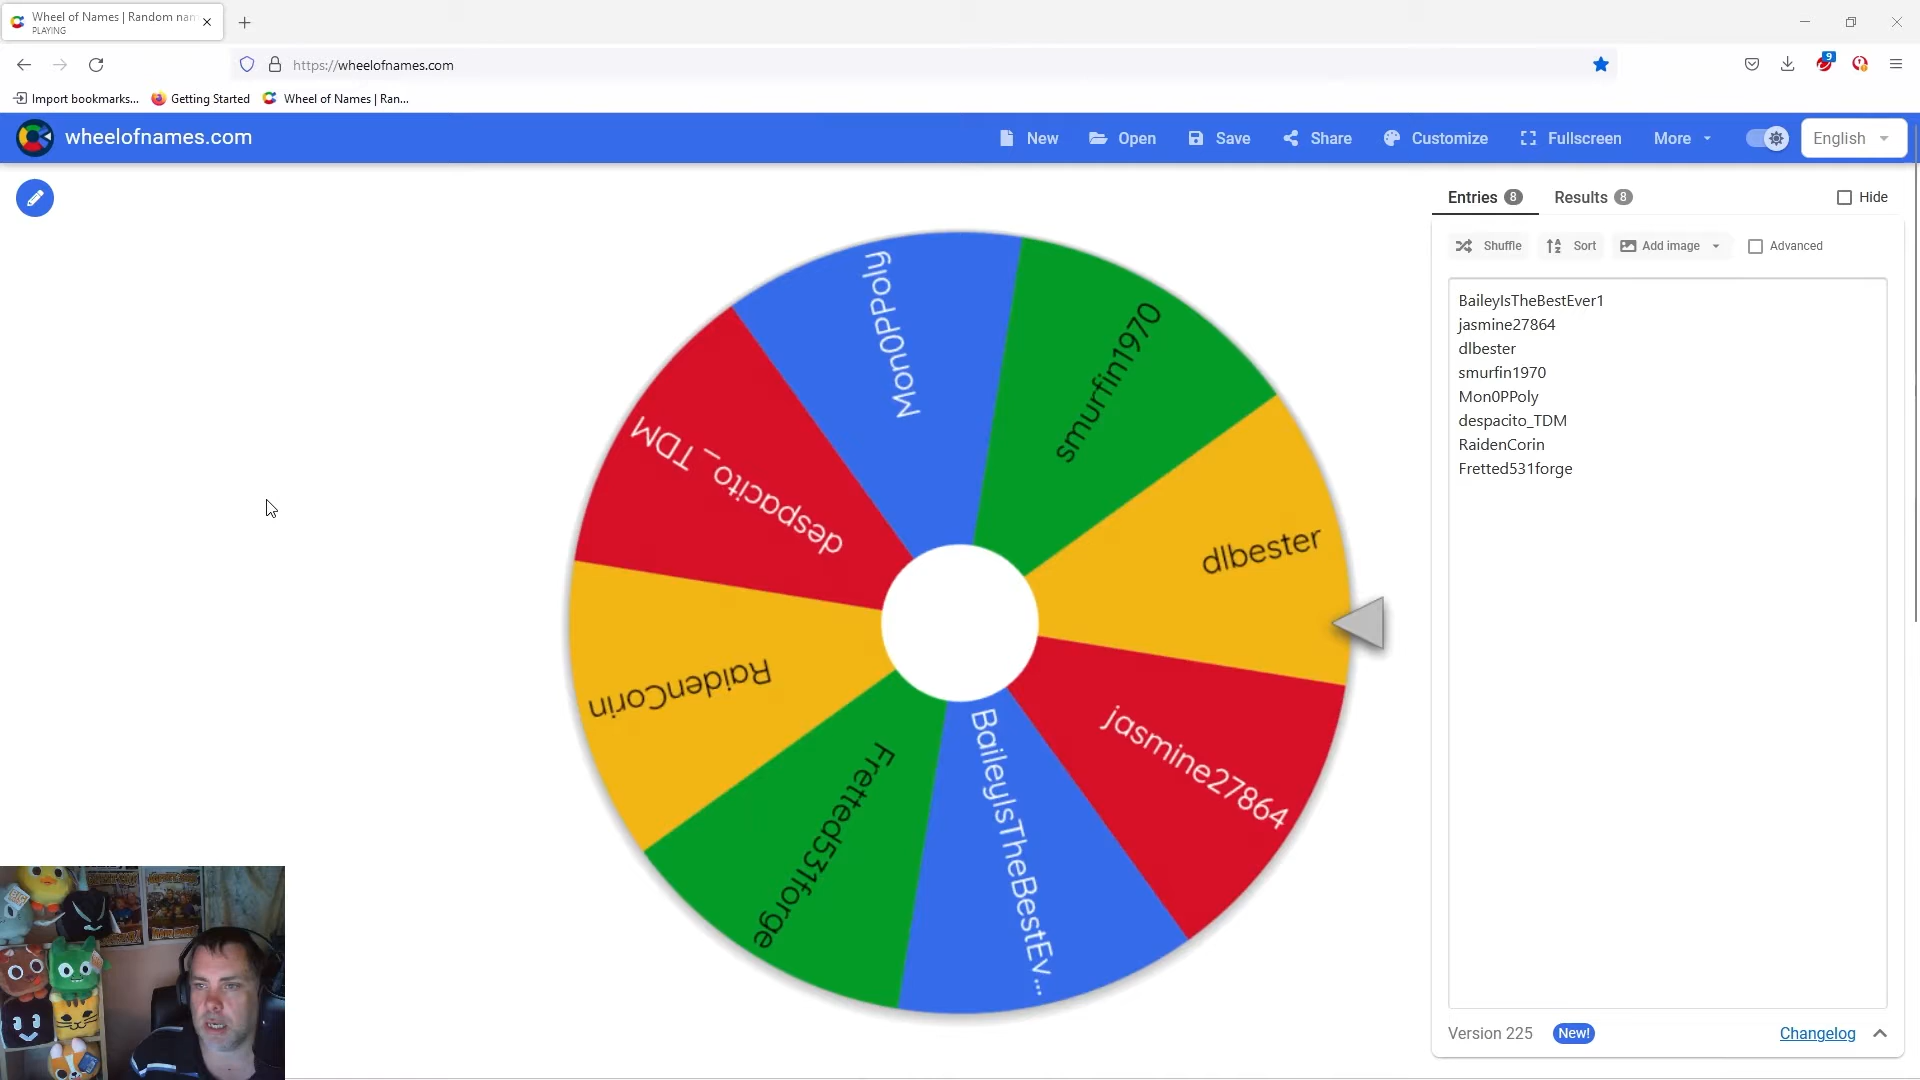 Wheel of Names | Random nam
PLAYING
https://wheelofnames.com
9
Import bookmarks...
Getting Started
Wheel of Names | Ran...
wheelofnames.com
New
Open
Save
Share
Customize
Fullscreen
More
English
Entries 8
Results 8
Hide
Shuffle
Sort
Add image
Advanced
BaileyIsTheBestEver1
jasmine27864
dlbester
smurfin1970
Mon0PPoly
despacito_TDM
RaidenCorin
Fretted531forge
Mon0PPoly
smurfin1970
dlbester
jasmine27864
BaileyIsTheBestEv...
Fretted531forge
RaidenCorin
despacito_TDM
Version 225
New!
Changelog